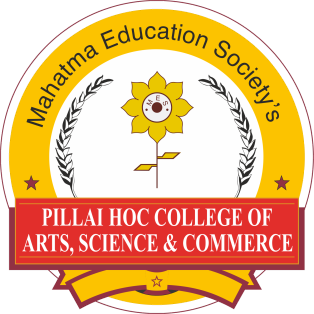 Mahatma Education Society's
M E S
PILLAI HOC COLLEGE OF
ARTS, SCIENCE & COMMERCE